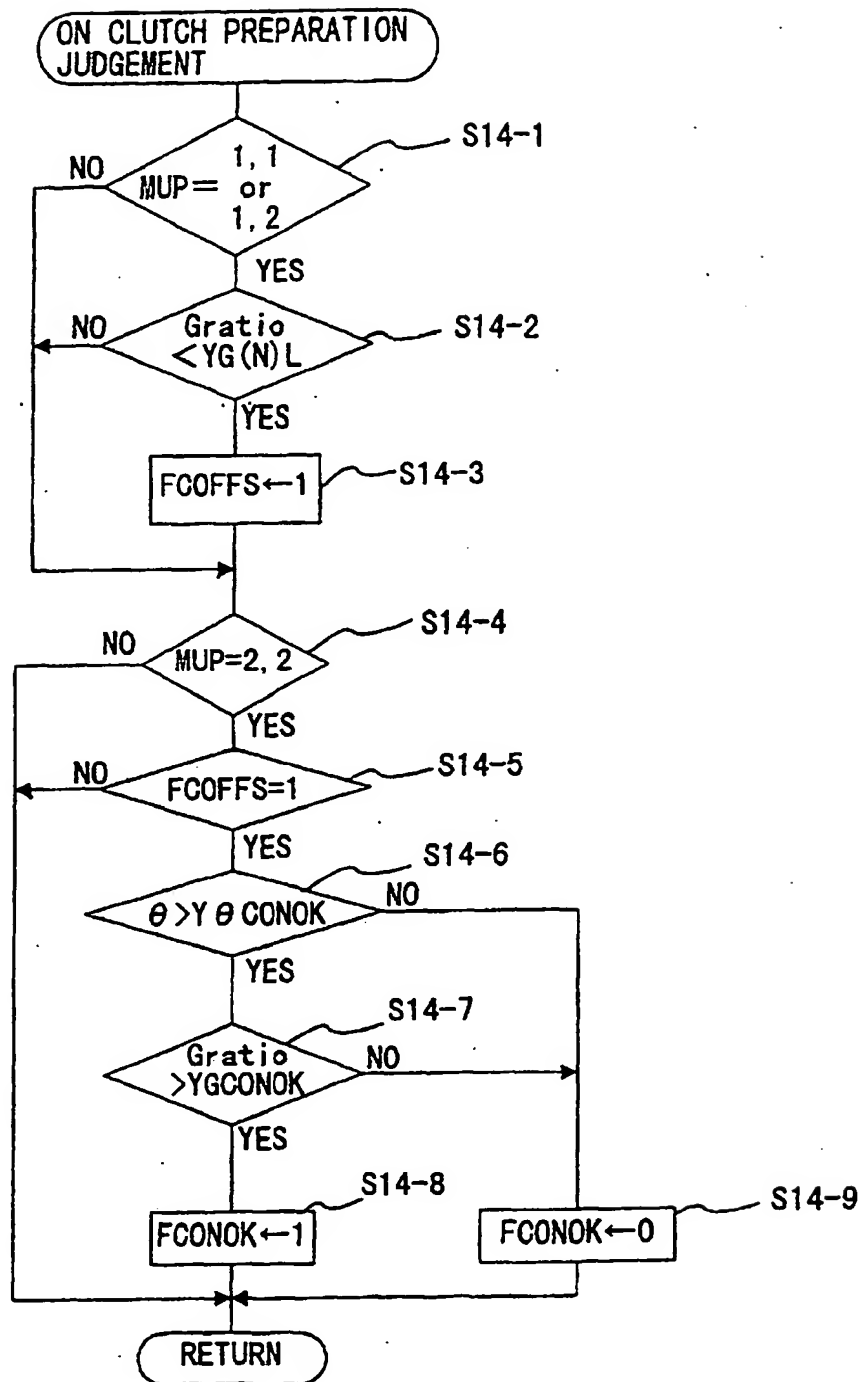 ON CLUTCH PREPARATION
JUDGEMENT
S14-1
NO
MUP= 1, 1
or
1, 2
YES
S14-2
NO
Gratio
<YG(N)L
YES
S14-3
FCOFFS←1
S14-4
NO
MUP=2, 2
YES
S14-5
NO
FCOFFS=1
YES
S14-6
θ>YθCONOK
NO
YES
S14-7
Gratio
>YGCONOK
NO
YES
S14-8
FCONOK←1
S14-9
FCONOK←0
RETURN